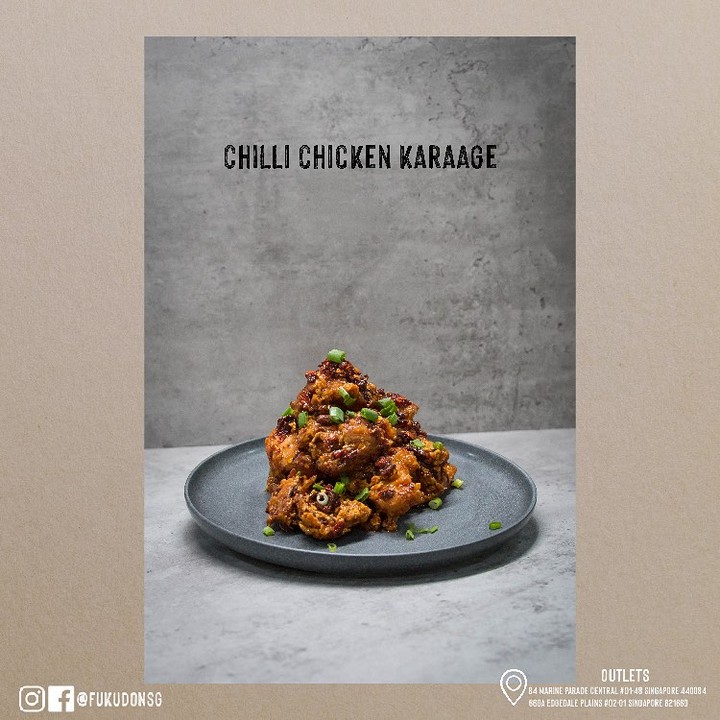 CHILLI CHICKEN KARAAGE
@FUKUDONSG
OUTLETS
84 MARINE PARADE CENTRAL #01-48 SINGAPORE 440084
660A EDGEDALE PLAINS #02-01 SINGAPORE 821660